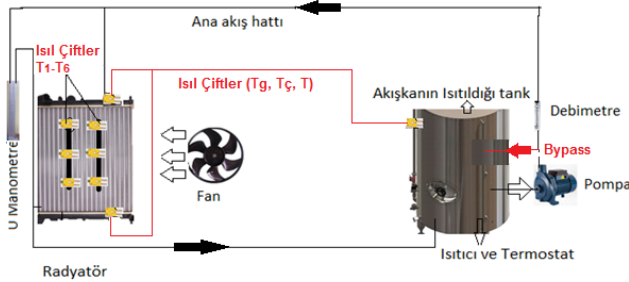 Ana akış hattı
Isıl Çiftler
T1-T6
Isıl Çiftler (Tg, Tç, T)
Akışkanın Isıtıldığı tank
Debimetre
U Manometre
Bypass
Fan
Pompa
Isıtıcı ve Termostat
Radyatör